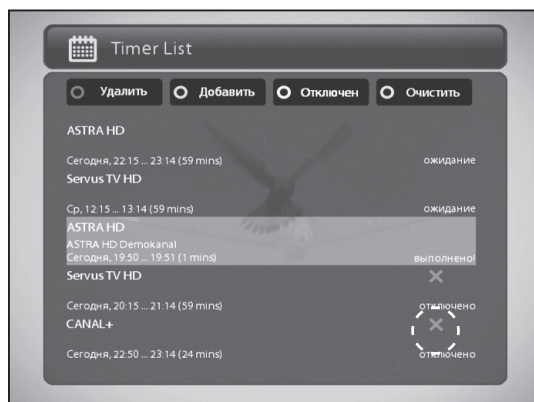 Timer List
Удалить Добавить Отключен Очистить
ASTRA HD
Сегодня, 22:15 ... 23:14 (59 mins) ожидание
Servus TV HD
Ср, 12:15 ... 13:14 (59 mins) ожидание
ASTRA HD
ASTRA HD Demokanal
Сегодня, 19:50 ... 19:51 (1 mins) выполнено!
Servus TV HD
Сегодня, 20:15 ... 21:14 (59 mins) отключено
CANAL+
Сегодня, 22:50 ... 23:14 (24 mins) отключено